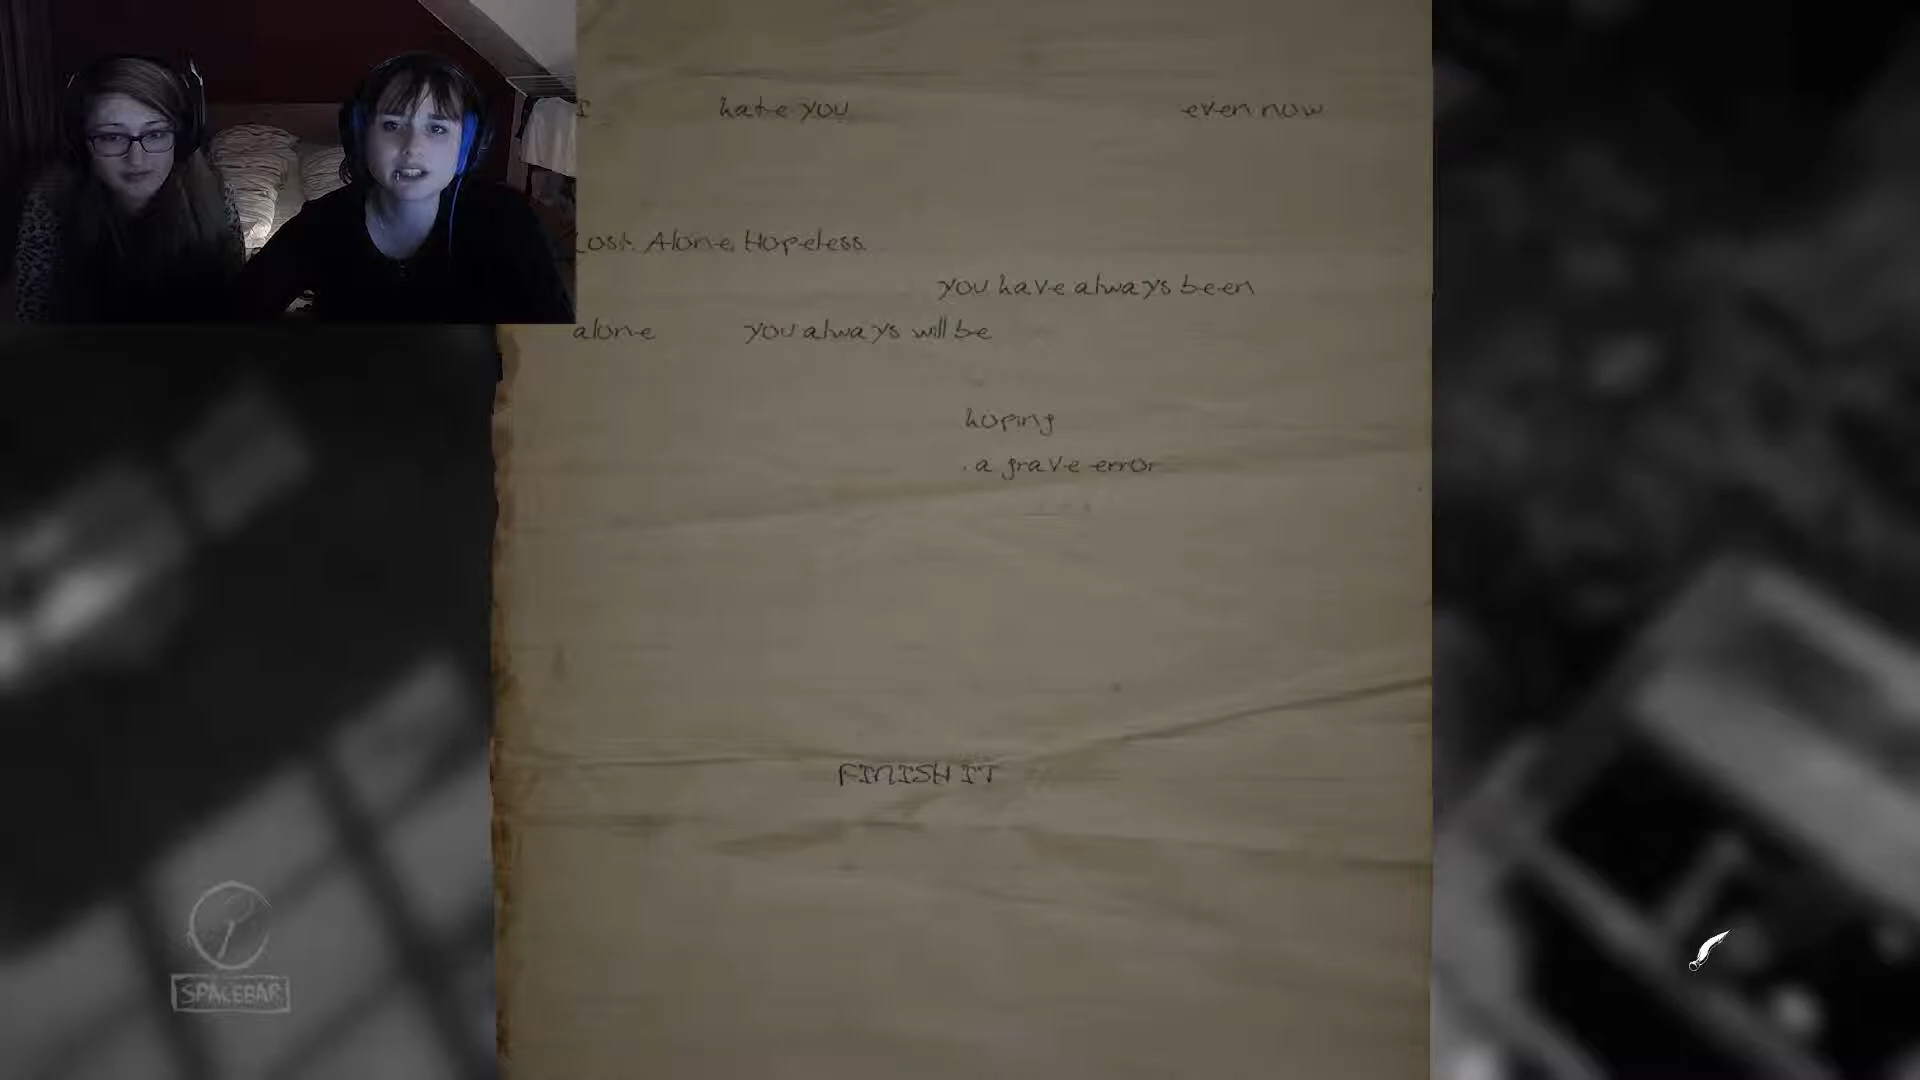 I hate you even now
Lost. Alone. Hopeless.
you have always been
alone you always will be
hoping
. a grave error
FINISH IT
SPACEBAR